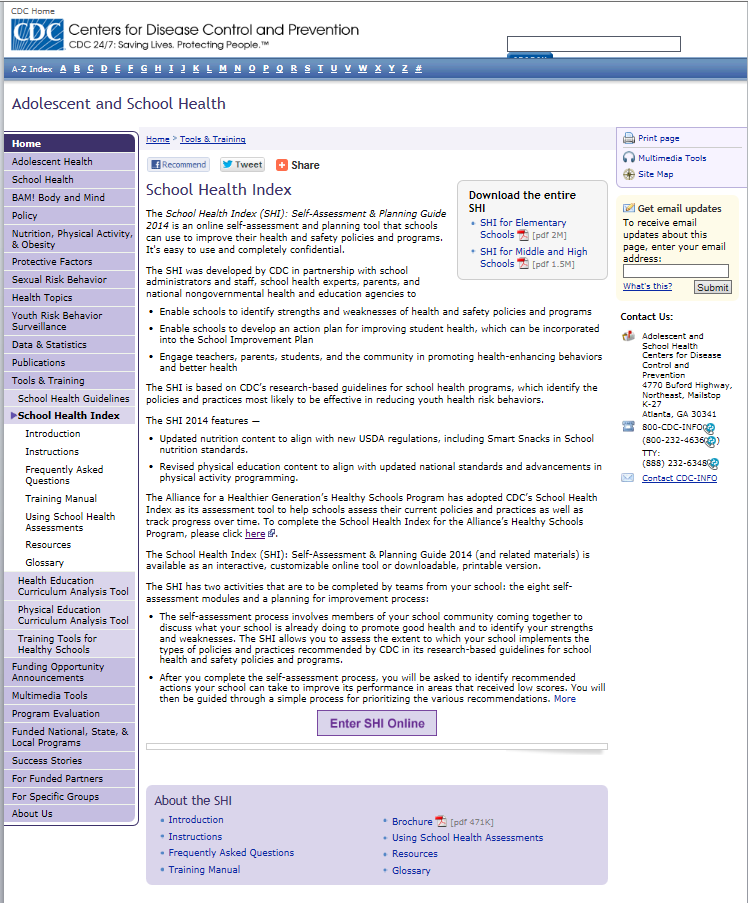 CDC Home
CDC
Centers for Disease Control and Prevention
CDC 24/7: Saving Lives. Protecting People.™
A-Z Index A B C D E F G H I J K L M N O P Q R S T U V W X Y Z #
Adolescent and School Health
Home
Adolescent Health
School Health
BAM! Body and Mind
Policy
Nutrition, Physical Activity,
& Obesity
Protective Factors
Sexual Risk Behavior
Health Topics
Youth Risk Behavior
Surveillance
Data & Statistics
Publications
Tools & Training
School Health Guidelines
School Health Index
Introduction
Instructions
Frequently Asked
Questions
Training Manual
Using School Health
Assessments
Resources
Glossary
Health Education
Curriculum Analysis Tool
Physical Education
Curriculum Analysis Tool
Training Tools for
Healthy Schools
Funding Opportunity
Announcements
Multimedia Tools
Program Evaluation
Funded National, State, &
Local Programs
Success Stories
For Funded Partners
For Specific Groups
About Us
Home > Tools & Training
Recommend Tweet Share
School Health Index
The School Health Index (SHI): Self-Assessment & Planning Guide
2014 is an online self-assessment and planning tool that schools
can use to improve their health and safety policies and programs.
It's easy to use and completely confidential.
The SHI was developed by CDC in partnership with school
administrators and staff, school health experts, parents, and
national nongovernmental health and education agencies to
• Enable schools to identify strengths and weaknesses of health and safety policies and programs
• Enable schools to develop an action plan for improving student health, which can be incorporated
into the School Improvement Plan
• Engage teachers, parents, students, and the community in promoting health-enhancing behaviors
and better health
The SHI is based on CDC's research-based guidelines for school health programs, which identify the
policies and practices most likely to be effective in reducing youth health risk behaviors.
The SHI 2014 features —
• Updated nutrition content to align with new USDA regulations, including Smart Snacks in School
nutrition standards.
• Revised physical education content to align with updated national standards and advancements in
physical activity programming.
The Alliance for a Healthier Generation's Healthy Schools Program has adopted CDC's School Health
Index as its assessment tool to help schools assess their current policies and practices as well as
track progress over time. To complete the School Health Index for the Alliance's Healthy Schools
Program, please click here.
The School Health Index (SHI): Self-Assessment & Planning Guide 2014 (and related materials) is
available as an interactive, customizable online tool or downloadable, printable version.
The SHI has two activities that are to be completed by teams from your school: the eight self-
assessment modules and a planning for improvement process:
• The self-assessment process involves members of your school community coming together to
discuss what your school is already doing to promote good health and to identify your strengths
and weaknesses. The SHI allows you to assess the extent to which your school implements the
types of policies and practices recommended by CDC in its research-based guidelines for school
health and safety policies and programs.
• After you complete the self-assessment process, you will be asked to identify recommended
actions your school can take to improve its performance in areas that received low scores. You will
then be guided through a simple process for prioritizing the various recommendations. More
Enter SHI Online
Download the entire
SHI
• SHI for Elementary
Schools [pdf 2M]
• SHI for Middle and High
Schools [pdf 1.5M]
About the SHI
• Introduction
• Instructions
• Frequently Asked Questions
• Training Manual
• Brochure [pdf 471K]
• Using School Health Assessments
• Resources
• Glossary
Print page
Multimedia Tools
Site Map
Get email updates
To receive email
updates about this
page, enter your email
address:
What's this? Submit
Contact Us:
Adolescent and
School Health
Centers for Disease
Control and
Prevention
4770 Buford Highway,
Northeast, Mailstop
K-27
Atlanta, GA 30341
800-CDC-INFO
(800-232-4636)
TTY:
(888) 232-6348
Contact CDC-INFO